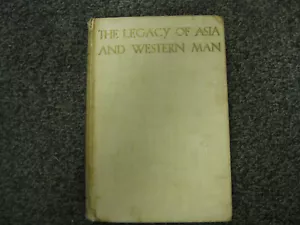 THE LEGACY OF ASIA
AND WESTERN MAN